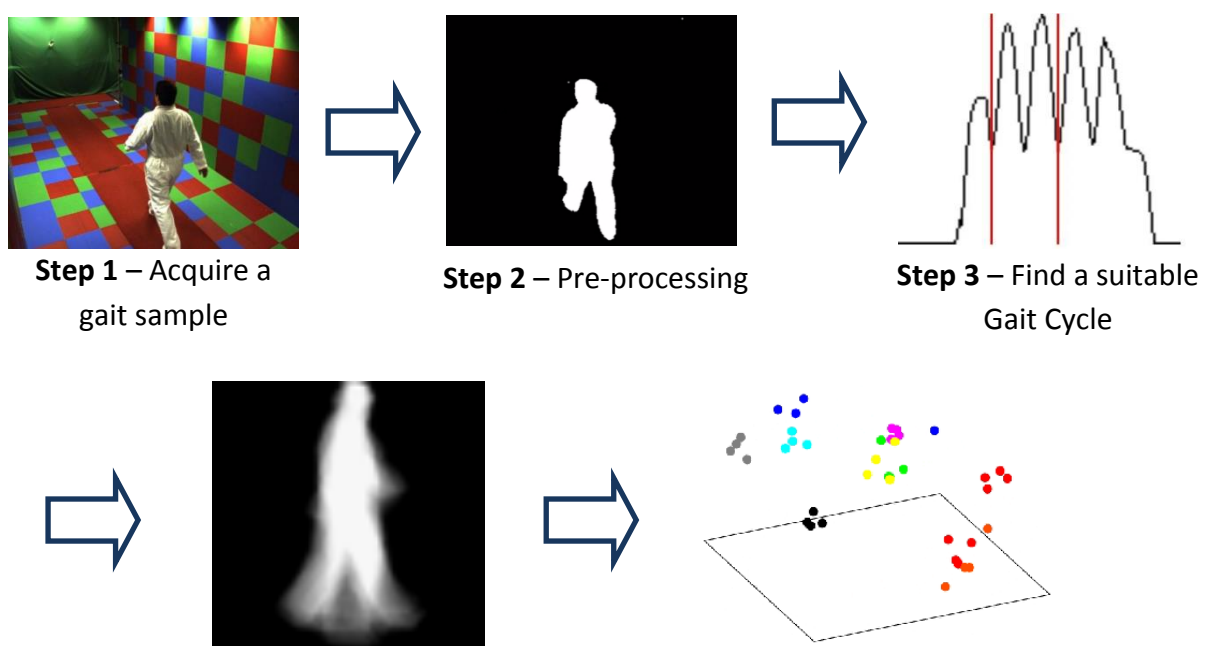 Step 1 – Acquire a
gait sample
Step 2 – Pre-processing
Step 3 – Find a suitable
Gait Cycle